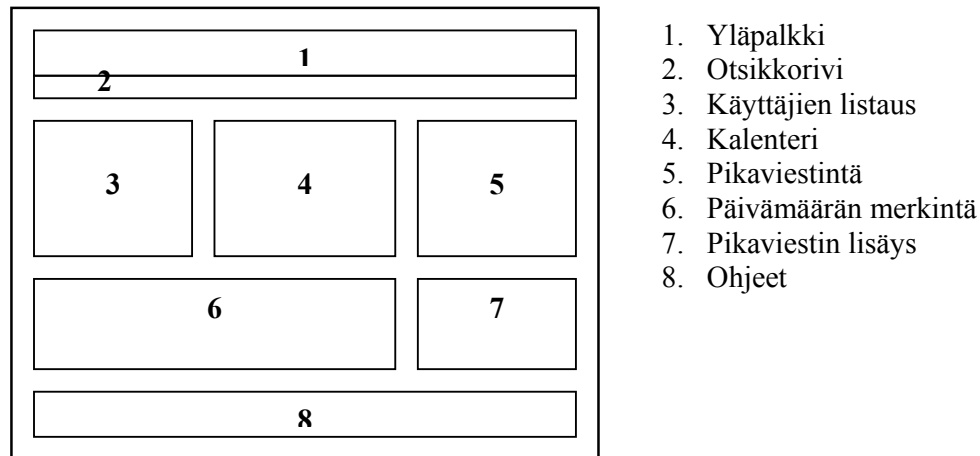 1
2
3
4
5
6
7
8
1. Yläpalkki
2. Otsikkorivi
3. Käyttäjien listaus
4. Kalenteri
5. Pikaviestintä
6. Päivämäärän merkintä
7. Pikaviestin lisäys
8. Ohjeet